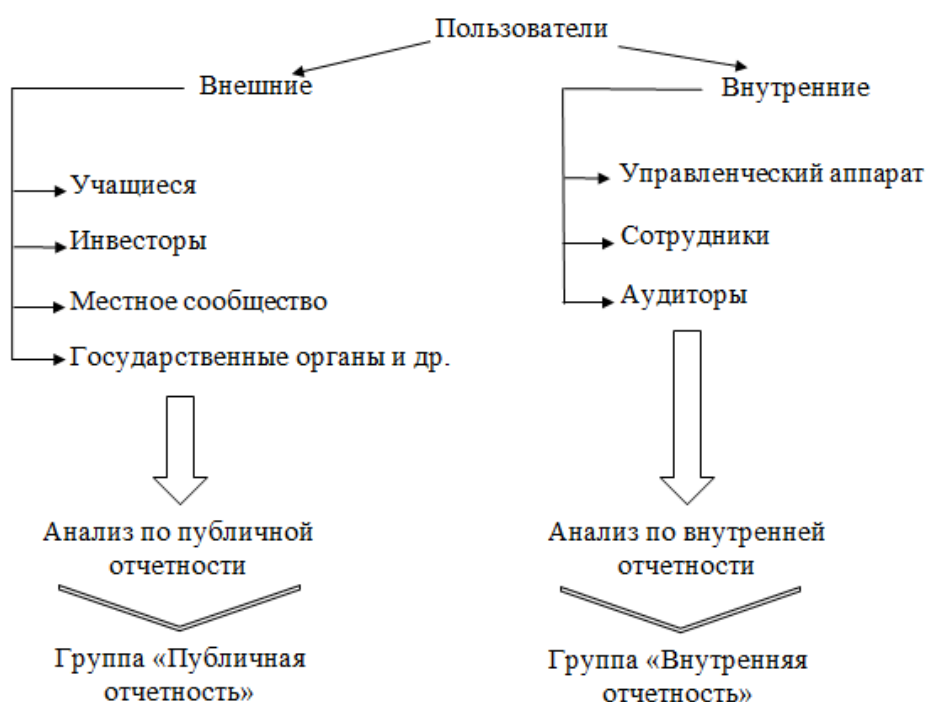 Пользователи
Внешние
Учащиеся
Инвесторы
Местное сообщество
Государственные органы и др.
Анализ по публичной
отчетности
Группа «Публичная
отчетность»
Внутренние
Управленческий аппарат
Сотрудники
Аудиторы
Анализ по внутренней
отчетности
Группа «Внутренняя
отчетность»